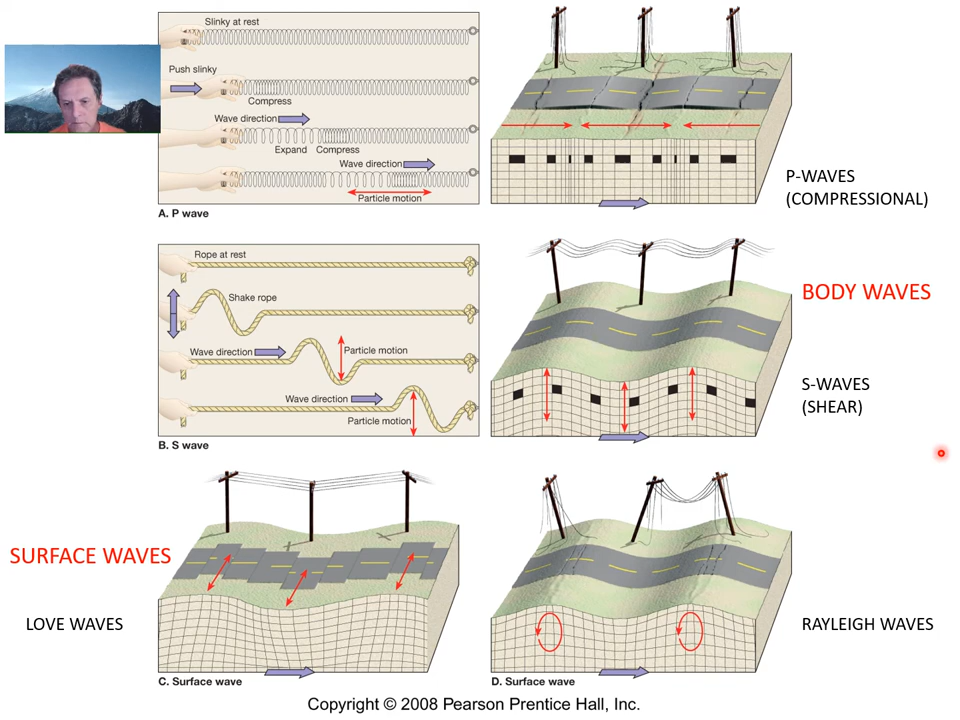 Slinky at rest
Push slinky
Compress
Wave direction
Expand
Compress
Wave direction
Particle motion
A. P wave
P-WAVES
(COMPRESSIONAL)
Rope at rest
Shake rope
Wave direction
Particle motion
Wave direction
Particle motion
B. S wave
BODY WAVES
S-WAVES
(SHEAR)
SURFACE WAVES
LOVE WAVES
C. Surface wave
D. Surface wave
RAYLEIGH WAVES
Copyright © 2008 Pearson Prentice Hall, Inc.